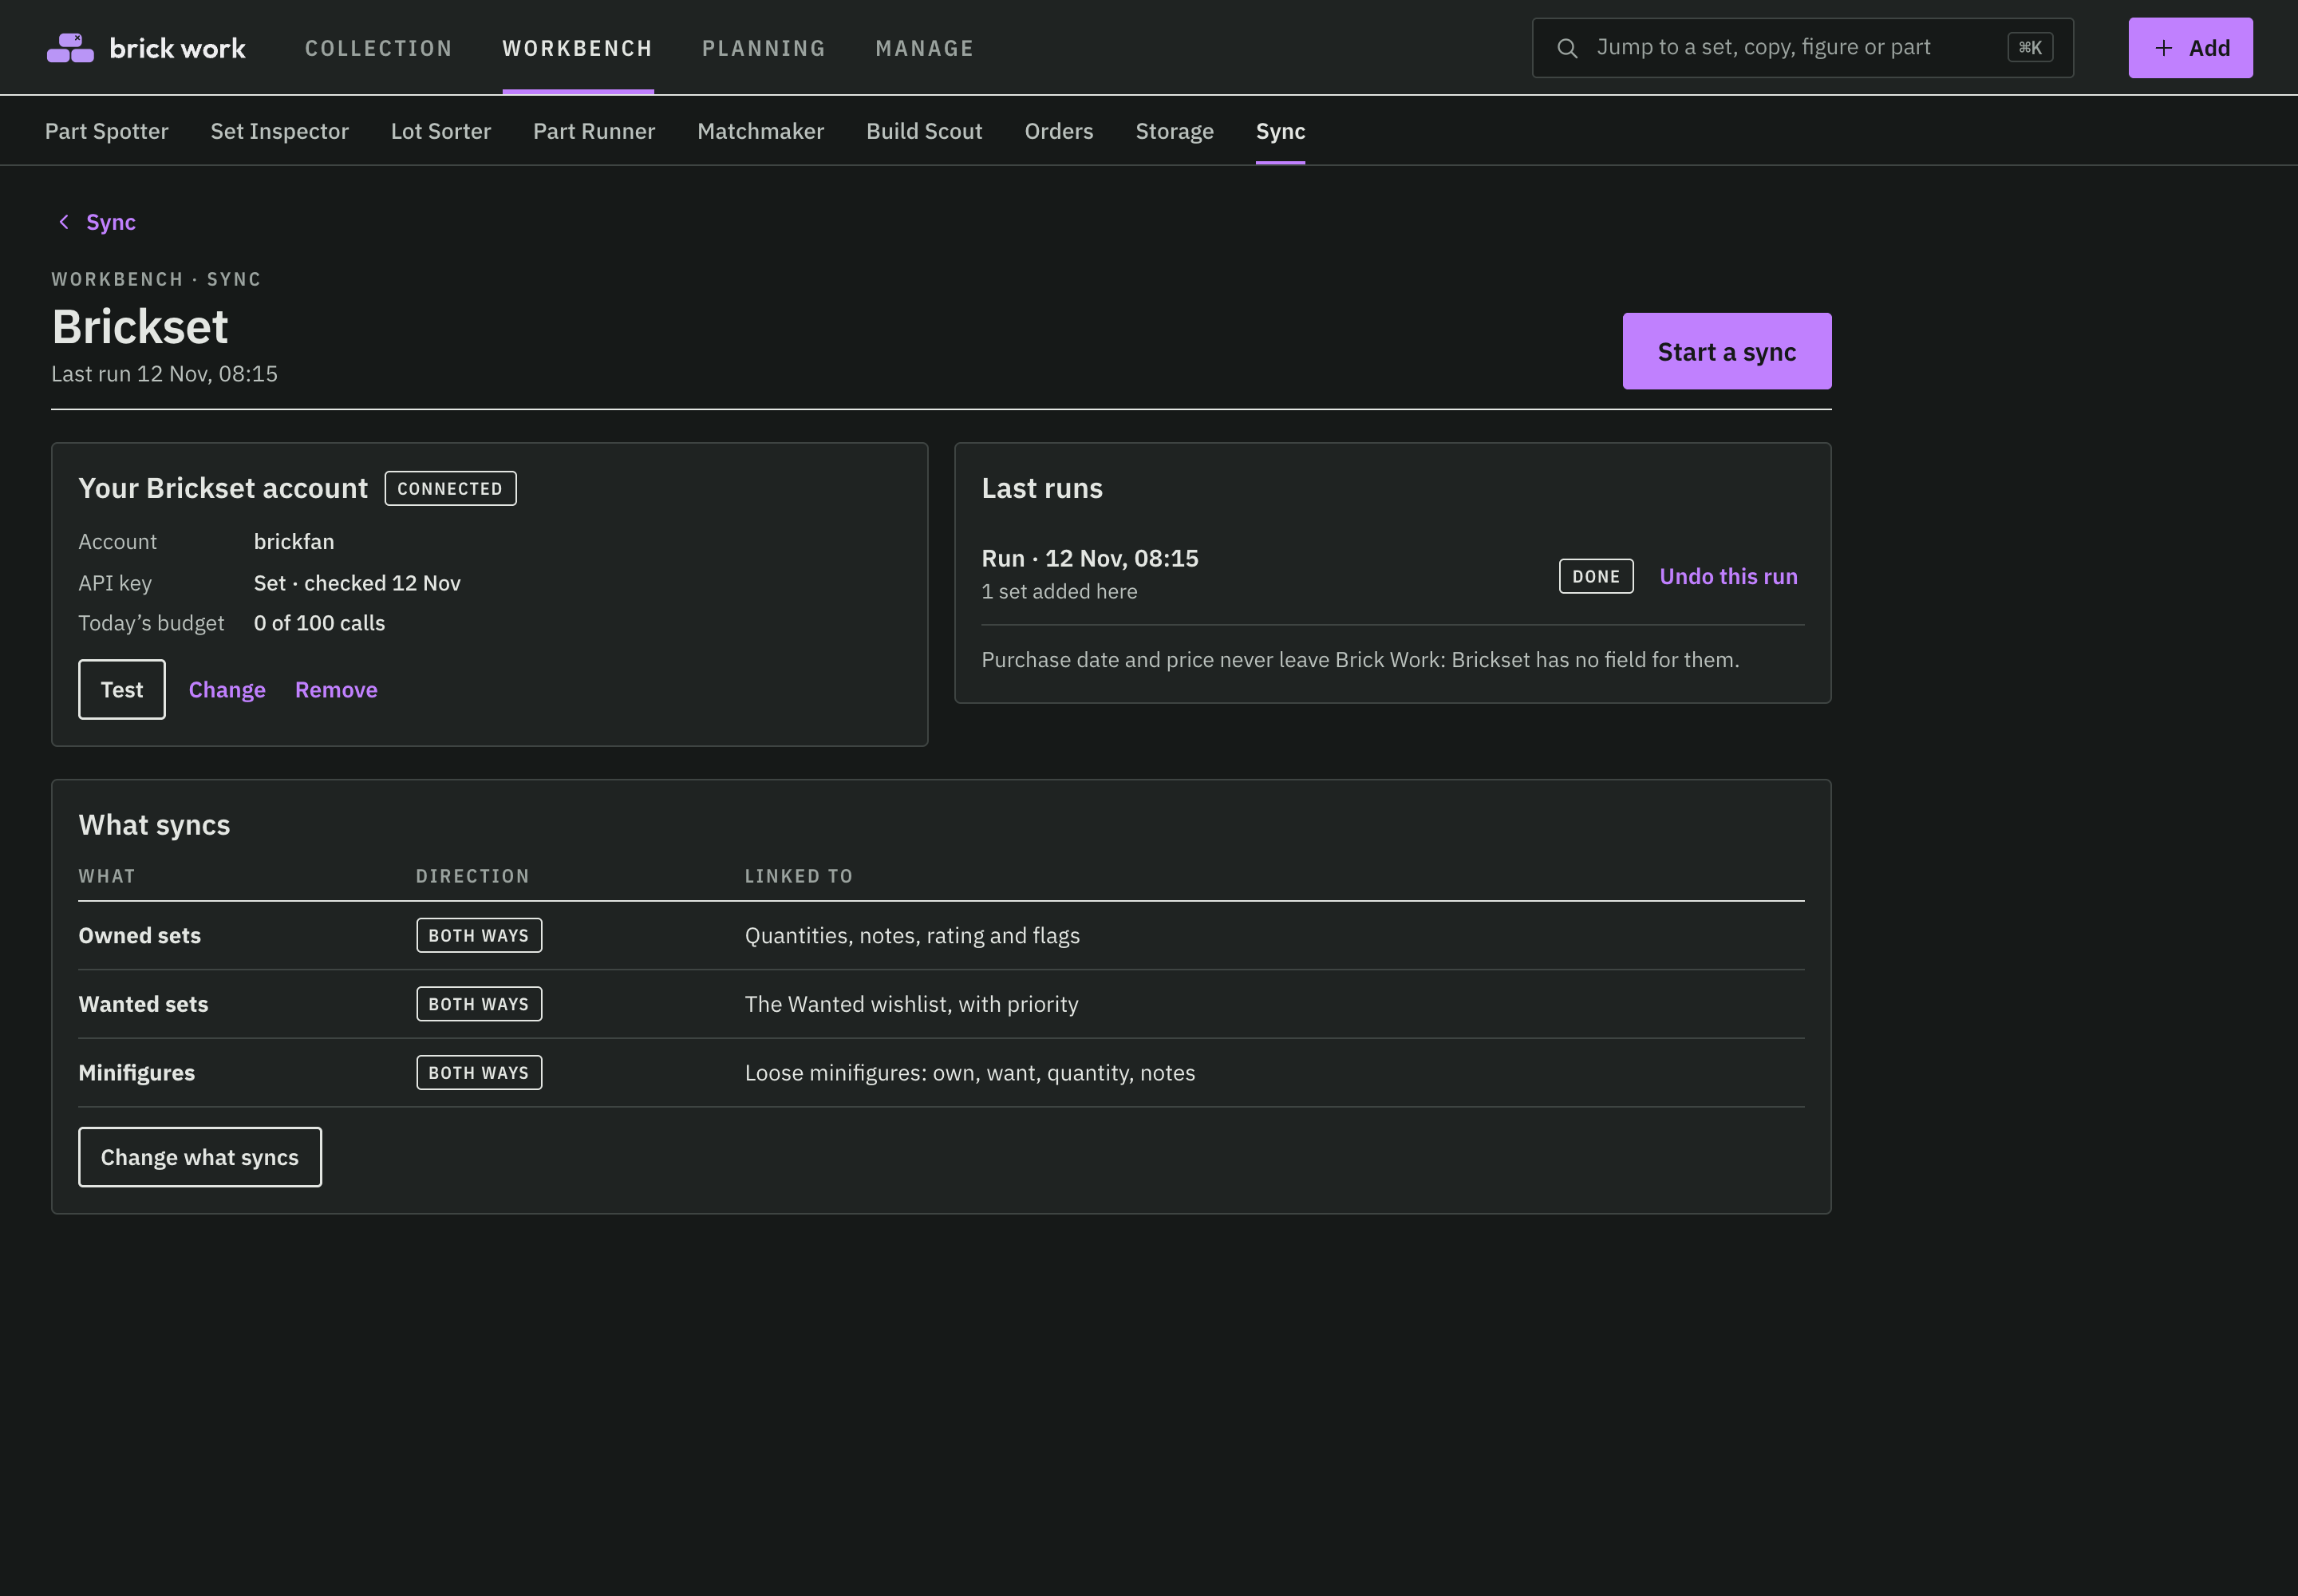 brick work
COLLECTION
WORKBENCH
PLANNING
MANAGE
Jump to a set, copy, figure or part
⌘K
+ Add
Part Spotter
Set Inspector
Lot Sorter
Part Runner
Matchmaker
Build Scout
Orders
Storage
Sync
Sync
WORKBENCH · SYNC
Brickset
Last run 12 Nov, 08:15
Start a sync
Your Brickset account
CONNECTED
Account brickfan
API key Set · checked 12 Nov
Today’s budget 0 of 100 calls
Test
Change
Remove
Last runs
Run · 12 Nov, 08:15
1 set added here
DONE
Undo this run
Purchase date and price never leave Brick Work: Brickset has no field for them.
What syncs
WHAT DIRECTION LINKED TO
Owned sets BOTH WAYS Quantities, notes, rating and flags
Wanted sets BOTH WAYS The Wanted wishlist, with priority
Minifigures BOTH WAYS Loose minifigures: own, want, quantity, notes
Change what syncs